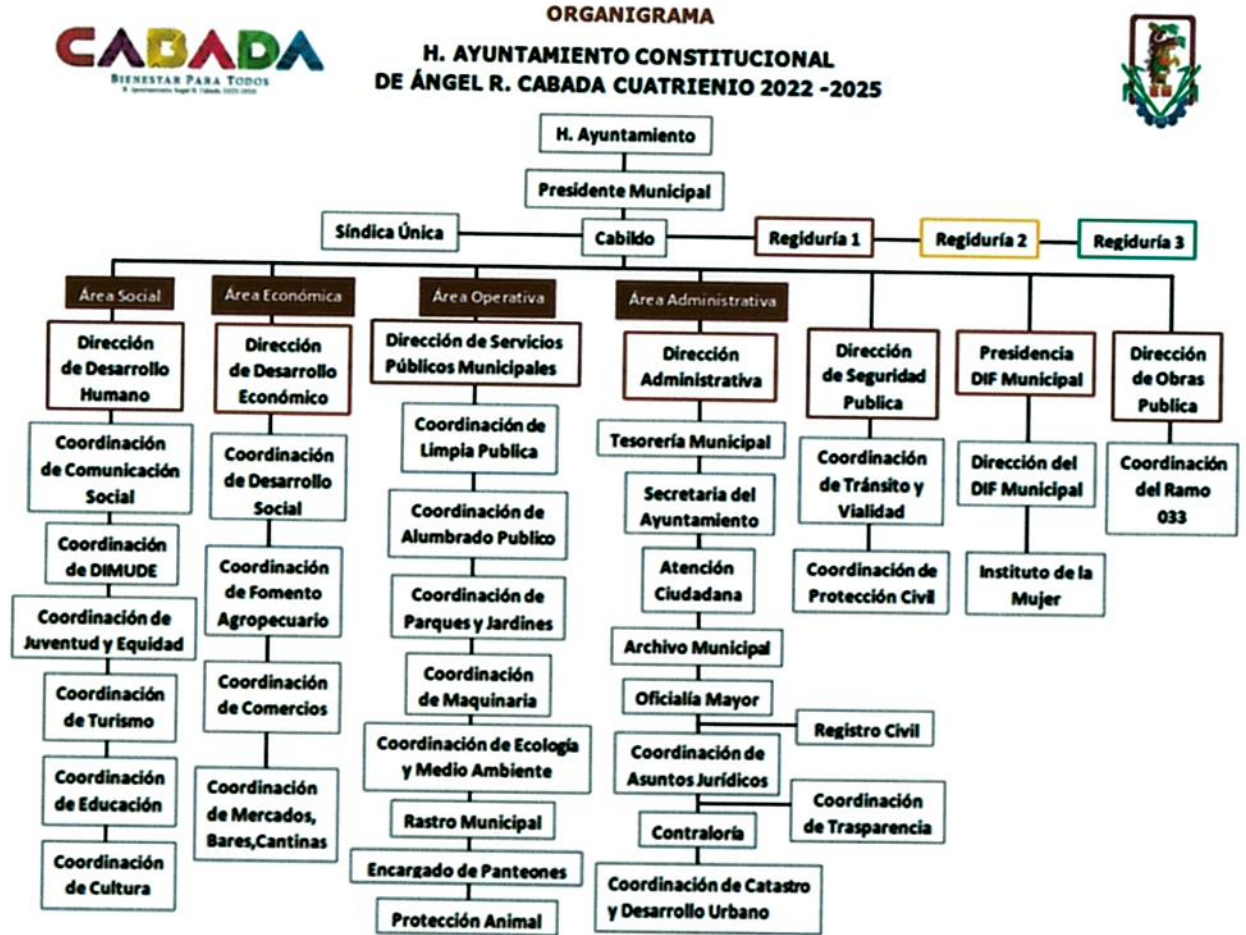 ORGANIGRAMA
CABADA
BIENESTAR PARA TODOS
H. AYUNTAMIENTO CONSTITUCIONAL
DE ÁNGEL R. CABADA CUATRIENIO 2022 -2025
H. Ayuntamiento
Presidente Municipal
Síndica Única
Cabildo
Regiduría 1
Regiduría 2
Regiduría 3
Área Social
Dirección
de Desarrollo
Humano
Coordinación
de Comunicación
Social
Coordinación
de DIMUDE
Coordinación de
Juventud y Equidad
Coordinación
de Turismo
Coordinación
de Educación
Coordinación
de Cultura
Área Económica
Dirección
de Desarrollo
Económico
Coordinación
de Desarrollo
Social
Coordinación
de Fomento
Agropecuario
Coordinación
de Comercios
Coordinación
de Mercados,
Bares,Cantinas
Área Operativa
Dirección de Servicios
Públicos Municipales
Coordinación de
Limpia Publica
Coordinación de
Alumbrado Publico
Coordinación de
Parques y Jardines
Coordinación
de Maquinaria
Coordinación de Ecología
y Medio Ambiente
Rastro Municipal
Encargado de Panteones
Protección Animal
Área Administrativa
Dirección
Administrativa
Tesorería Municipal
Secretaria del
Ayuntamiento
Atención
Ciudadana
Archivo Municipal
Oficialía Mayor
Registro Civil
Coordinación de
Asuntos Jurídicos
Coordinación
de Trasparencia
Contraloría
Coordinación de Catastro
y Desarrollo Urbano
Dirección
de Seguridad
Publica
Coordinación
de Tránsito y
Vialidad
Coordinación de
Protección Civil
Presidencia
DIF Municipal
Dirección del
DIF Municipal
Instituto de la
Mujer
Dirección
de Obras
Publica
Coordinación
del Ramo
033